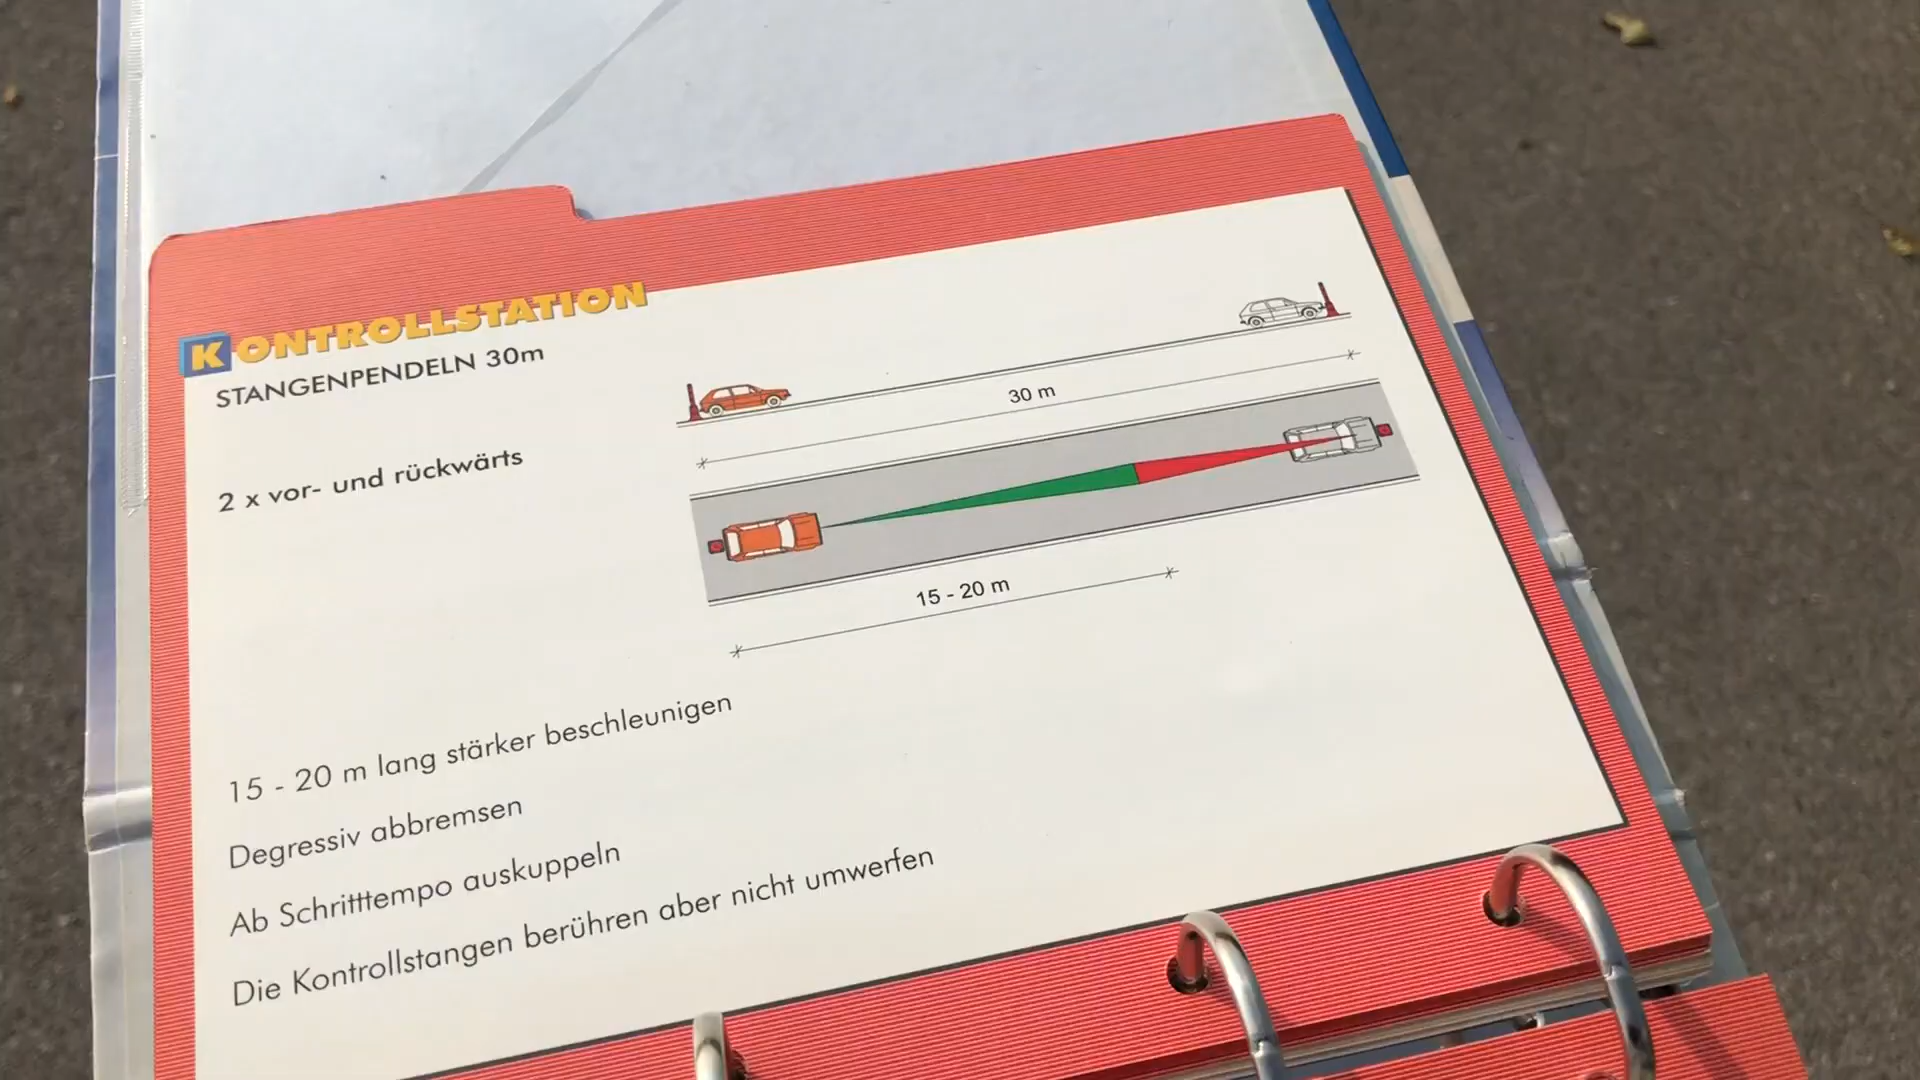 KONTROLLSTATION
STANGENPENDELN 30m
30 m
2 x vor- und rückwärts
15 - 20 m
15 - 20 m lang stärker beschleunigen
Degressiv abbremsen
Ab Schritttempo auskuppeln
Die Kontrollstangen berühren aber nicht umwerfen